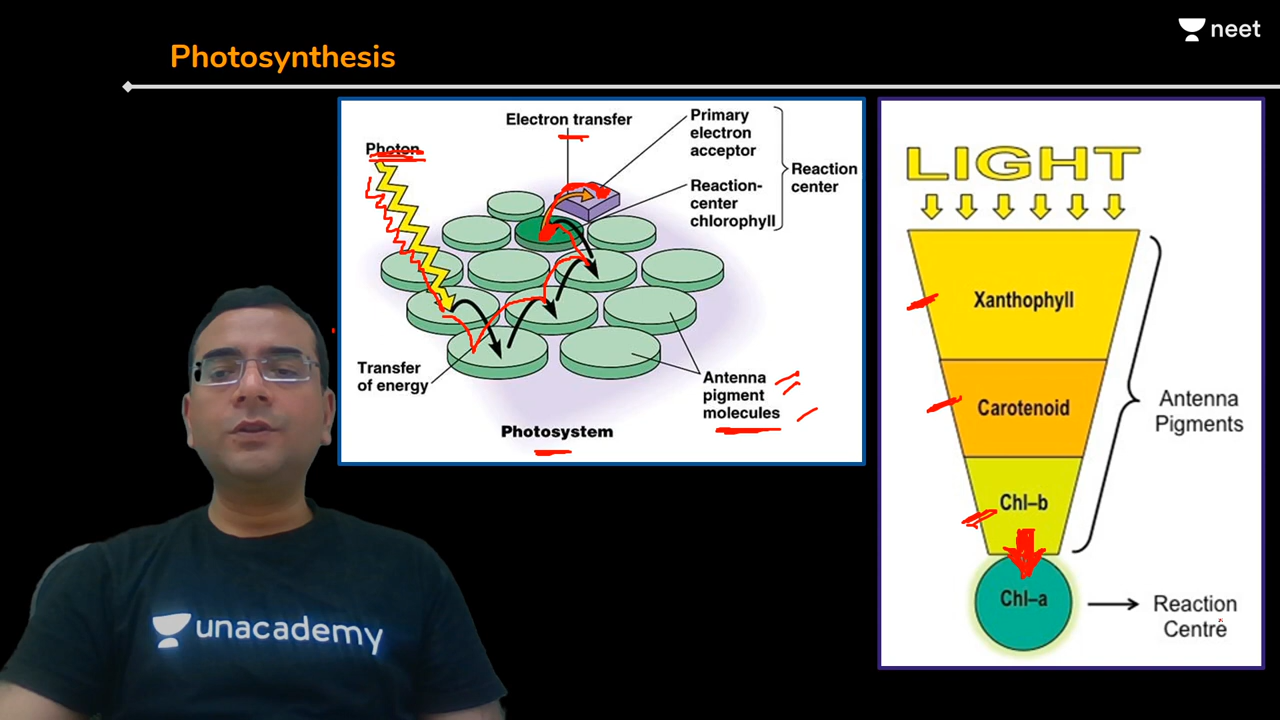 neet
Photosynthesis
Electron transfer
Primary
electron
acceptor
Photon
Reaction
center
Reaction-
center
chlorophyll
Transfer
of energy
Antenna
pigment
molecules
Photosystem
LIGHT
Xanthophyll
Carotenoid
Antenna
Pigments
Chl–b
Chl–a
Reaction
Centre
unacademy